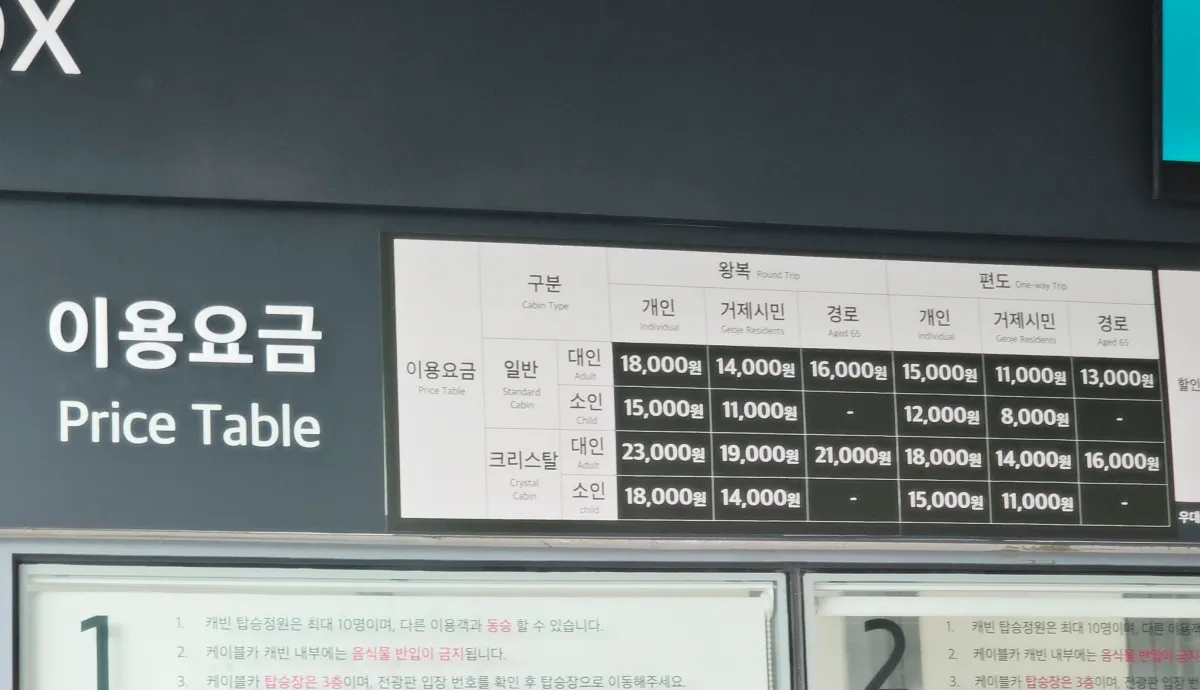 OX
이용요금
Price Table
구분
Cabin Type
왕복 Round Trip
편도 One-way Trip
개인
Individual
거제시민
Geoje Residents
경로
Aged 65
개인
Individual
거제시민
Geoje Residents
경로
Aged 65
이용요금
Price Table
일반
Standard
Cabin
대인
Adult
18,000원 14,000원 16,000원 15,000원 11,000원 13,000원
소인
Child
15,000원 11,000원 - 12,000원 8,000원 -
크리스탈
Crystal
Cabin
대인
Adult
23,000원 19,000원 21,000원 18,000원 14,000원 16,000원
소인
child
18,000원 14,000원 - 15,000원 11,000원 -
할인
우대
1
1. 캐빈 탑승정원은 최대 10명이며, 다른 이용객과 동승 할 수 있습니다.
2. 케이블카 캐빈 내부에는 음식물 반입이 금지됩니다.
3. 케이블카 탑승장은 3층이며, 전광판 입장 번호를 확인 후 탑승장으로 이동해주세요.
2
1. 캐빈 탑승정원은 최대 10명이며, 다른 이용객
2. 케이블카 캐빈 내부에는 음식물 반입이 금지
3. 케이블카 탑승장은 3층이며, 전광판 입장 번